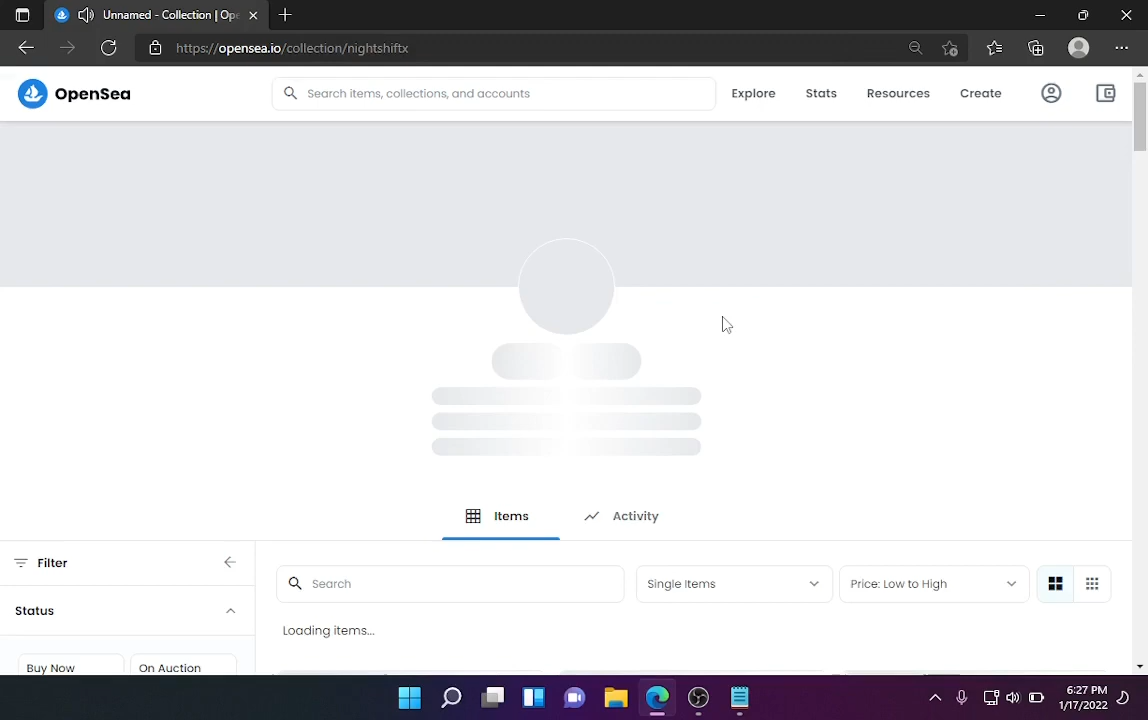 Unnamed - Collection | Ope
https://opensea.io/collection/nightshiftx
OpenSea
Search items, collections, and accounts
Explore
Stats
Resources
Create
Items
Activity
Filter
Search
Single Items
Price: Low to High
Status
Loading items...
Buy Now
On Auction
6:27 PM
1/17/2022